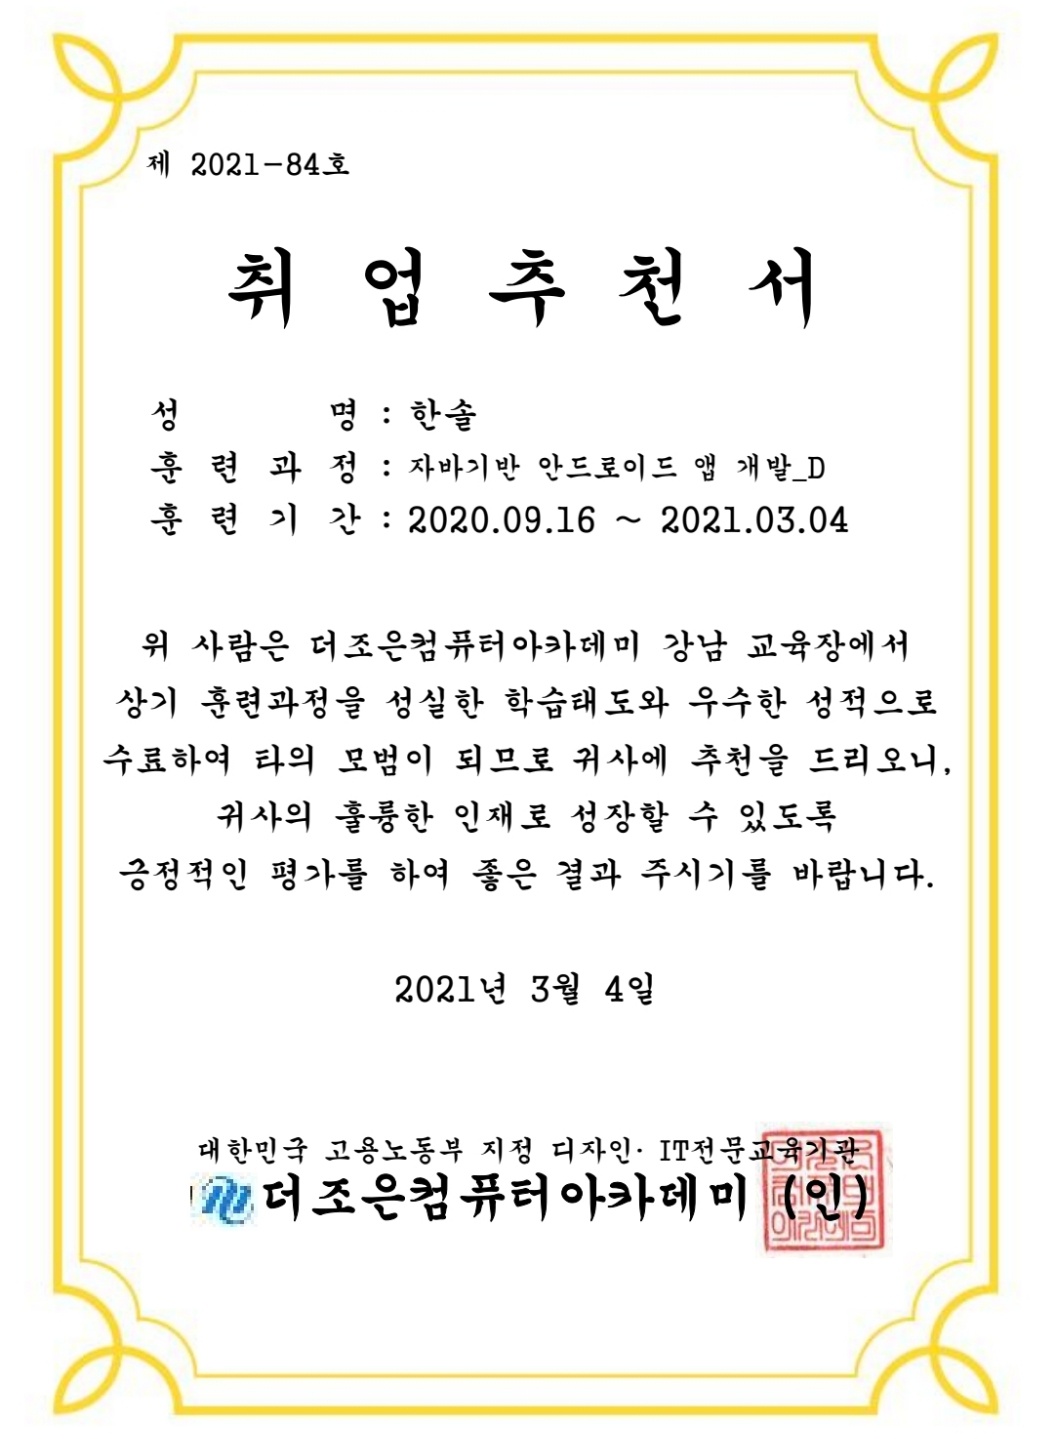 제 2021-84호
취 업 추 천 서
성 명 : 한솔
훈 련 과 정 : 자바기반 안드로이드 앱 개발_D
훈 련 기 간 : 2020.09.16 ~ 2021.03.04
위 사람은 더조은컴퓨터아카데미 강남 교육장에서
상기 훈련과정을 성실한 학습태도와 우수한 성적으로
수료하여 타의 모범이 되므로 귀사에 추천을 드리오니,
귀사의 훌륭한 인재로 성장할 수 있도록
긍정적인 평가를 하여 좋은 결과 주시기를 바랍니다.
2021년 3월 4일
대한민국 고용노동부 지정 디자인· IT전문교육기관
더조은컴퓨터아카데미 (인)